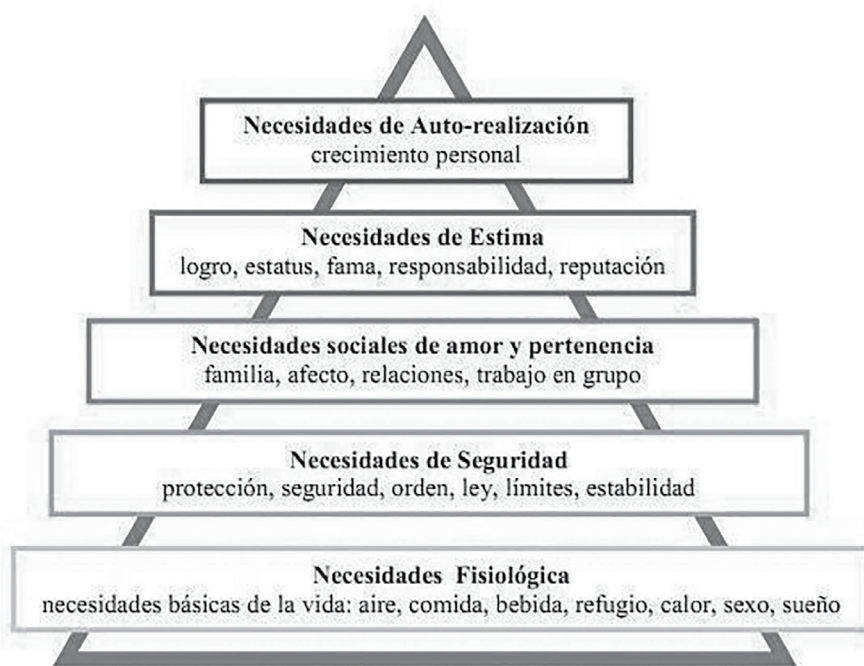 Necesidades de Auto-realización
crecimiento personal
Necesidades de Estima
logro, estatus, fama, responsabilidad, reputación
Necesidades sociales de amor y pertenencia
familia, afecto, relaciones, trabajo en grupo
Necesidades de Seguridad
protección, seguridad, orden, ley, límites, estabilidad
Necesidades Fisiológica
necesidades básicas de la vida: aire, comida, bebida, refugio, calor, sexo, sueño